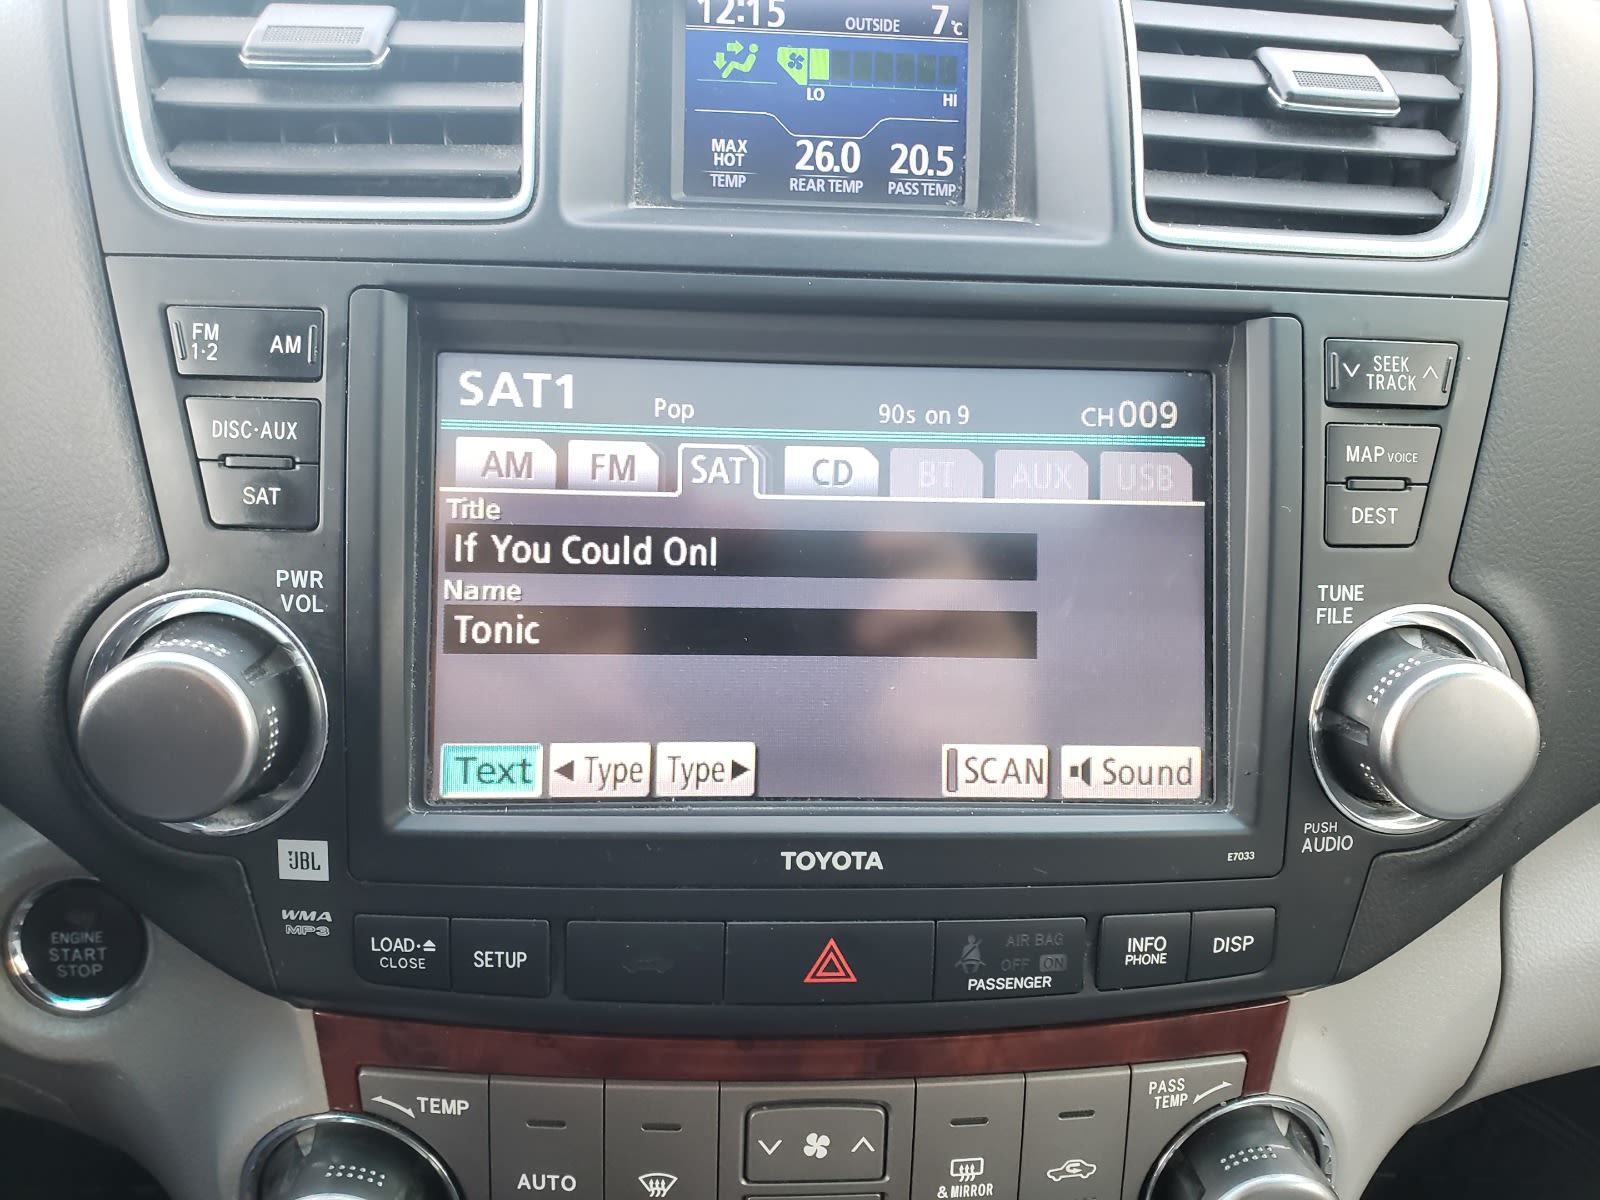 12:15 OUTSIDE 7°C
LO HI
MAX HOT TEMP
26.0 REAR TEMP
20.5 PASS TEMP
FM 1·2 AM
DISC·AUX
SAT
PWR VOL
SAT1 Pop 90s on 9 CH009
AM FM SAT CD BT AUX USB
Title
If You Could Onl
Name
Tonic
Text ◀ Type Type ▶ SCAN Sound
SEEK TRACK
MAP VOICE
DEST
TUNE FILE
PUSH AUDIO
JBL
TOYOTA
E7033
WMA
MP3
ENGINE START STOP
LOAD·⏏ CLOSE
SETUP
AIR BAG
OFF ON
PASSENGER
INFO PHONE
DISP
TEMP
AUTO
& MIRROR
PASS TEMP